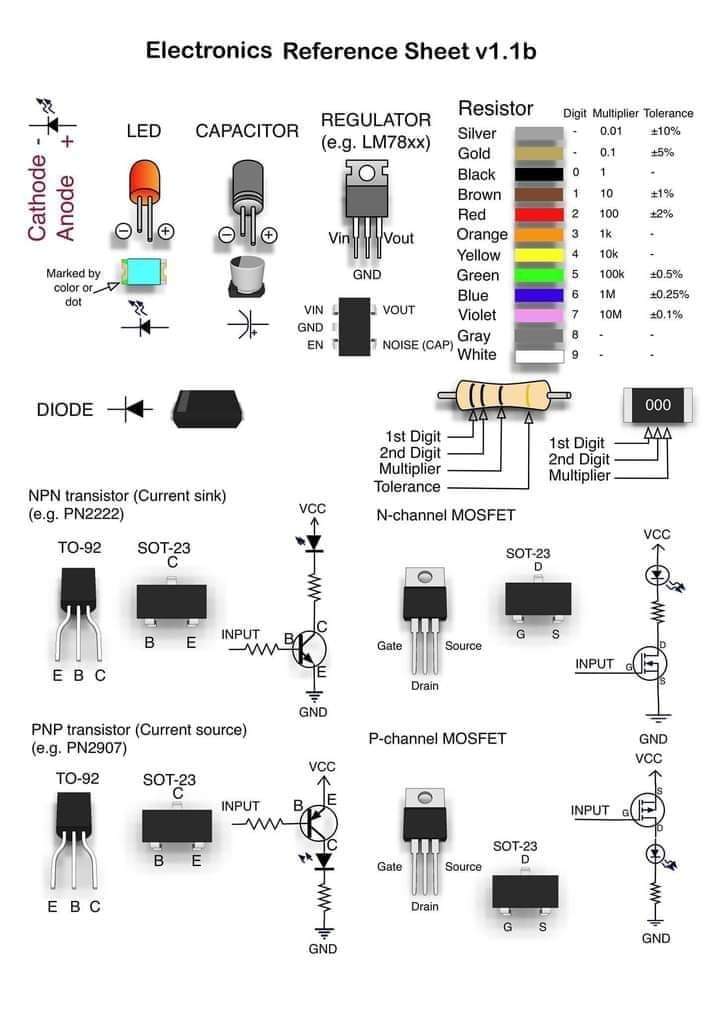 Electronics Reference Sheet v1.1b
Cathode -
Anode +
LED
CAPACITOR
REGULATOR
(e.g. LM78xx)
Vin
Vout
GND
Marked by
color or
dot
VIN
GND
EN
VOUT
NOISE (CAP)
Resistor Digit Multiplier Tolerance
Silver - 0.01 ±10%
Gold - 0.1 ±5%
Black 0 1 -
Brown 1 10 ±1%
Red 2 100 ±2%
Orange 3 1k -
Yellow 4 10k -
Green 5 100k ±0.5%
Blue 6 1M ±0.25%
Violet 7 10M ±0.1%
Gray 8 - -
White 9 - -
DIODE
1st Digit
2nd Digit
Multiplier
Tolerance
000
1st Digit
2nd Digit
Multiplier
NPN transistor (Current sink)
(e.g. PN2222)
TO-92
E B C
SOT-23
C
B E
VCC
INPUT
B
C
E
GND
N-channel MOSFET
Gate
Source
Drain
SOT-23
D
G S
VCC
INPUT
G
D
S
GND
PNP transistor (Current source)
(e.g. PN2907)
TO-92
E B C
SOT-23
C
B E
VCC
INPUT
B
E
C
GND
P-channel MOSFET
Gate
Source
Drain
SOT-23
D
G S
VCC
INPUT
G
S
D
GND